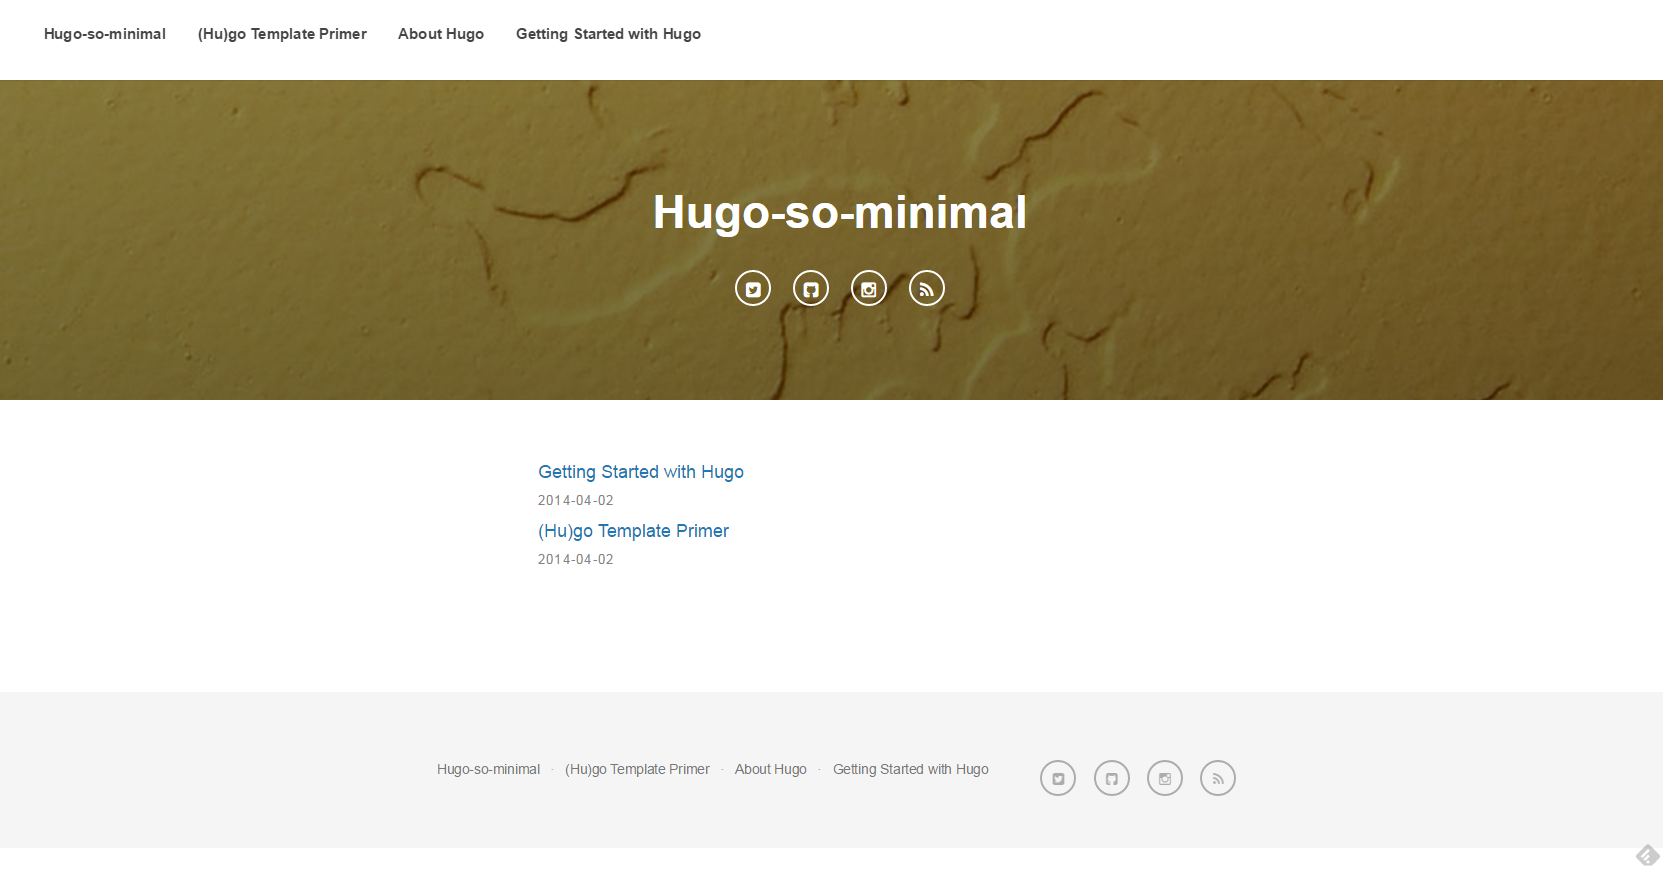 Hugo-so-minimal (Hu)go Template Primer About Hugo Getting Started with Hugo
Hugo-so-minimal
Getting Started with Hugo
2014-04-02
(Hu)go Template Primer
2014-04-02
Hugo-so-minimal · (Hu)go Template Primer · About Hugo · Getting Started with Hugo